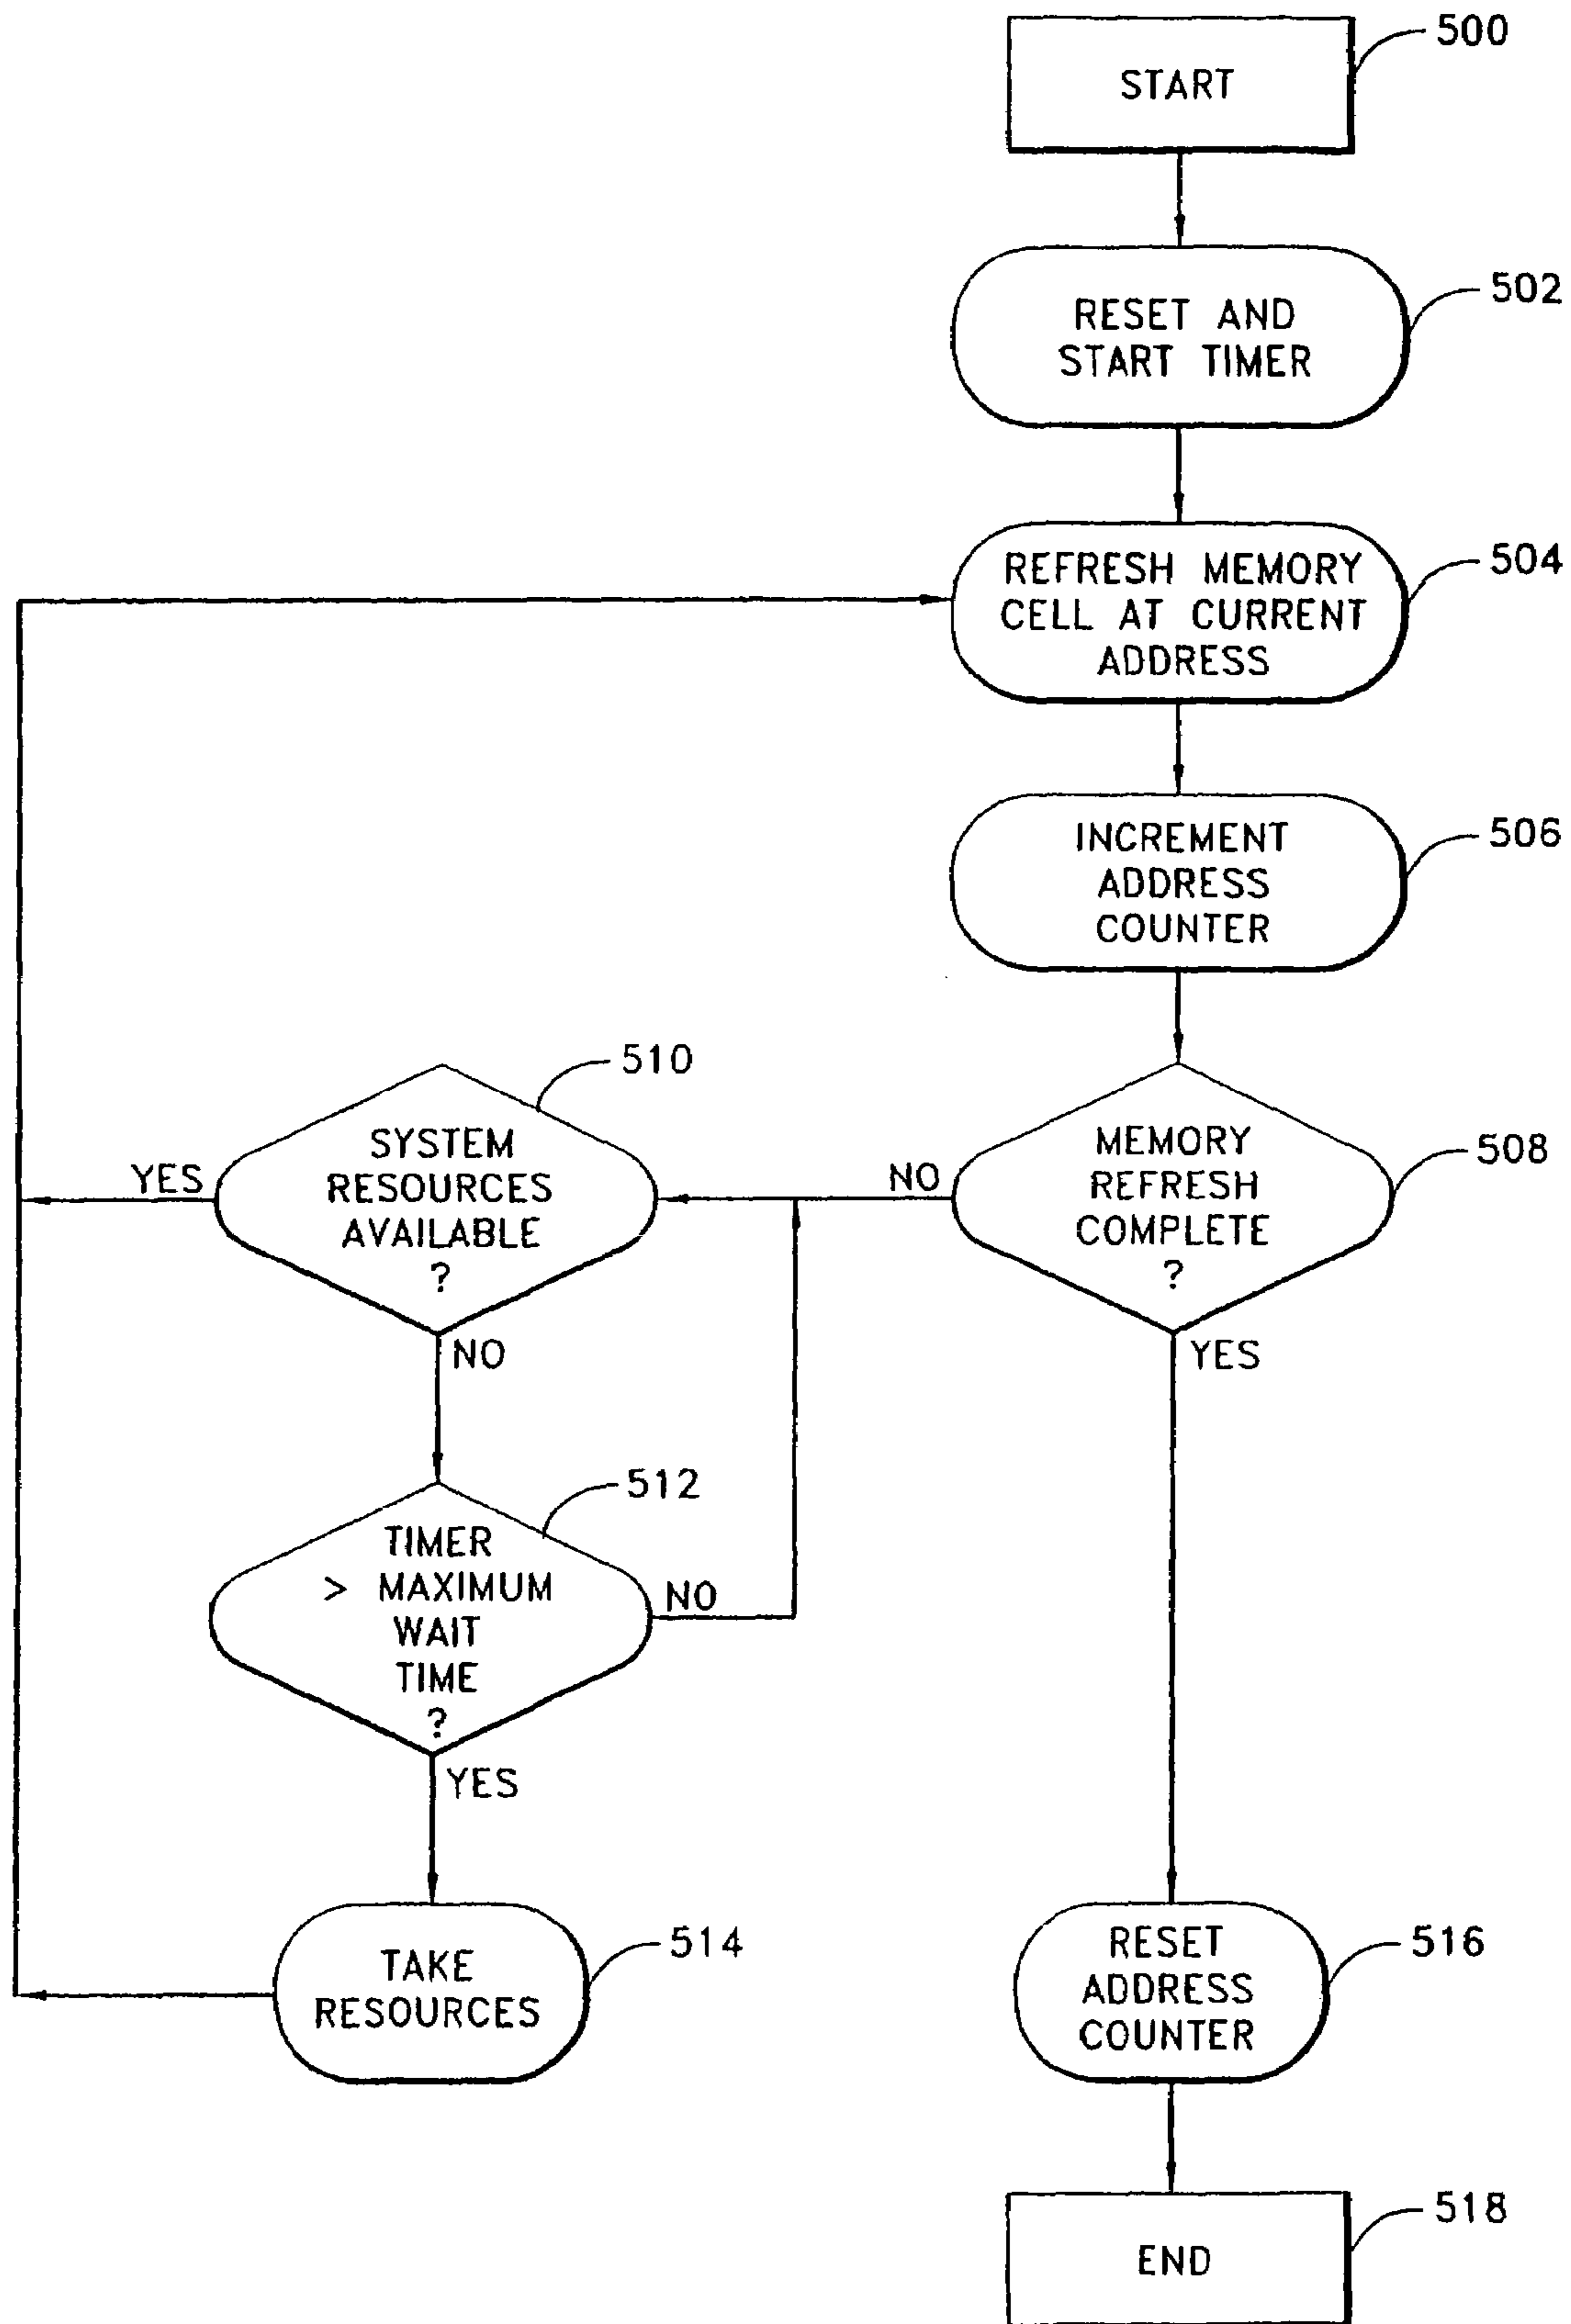 START
500
RESET AND
START TIMER
502
REFRESH MEMORY
CELL AT CURRENT
ADDRESS
504
INCREMENT
ADDRESS
COUNTER
506
MEMORY
REFRESH
COMPLETE
?
508
NO
YES
SYSTEM
RESOURCES
AVAILABLE
?
510
YES
NO
TIMER
> MAXIMUM
WAIT
TIME
?
512
NO
YES
TAKE
RESOURCES
514
RESET
ADDRESS
COUNTER
516
END
518